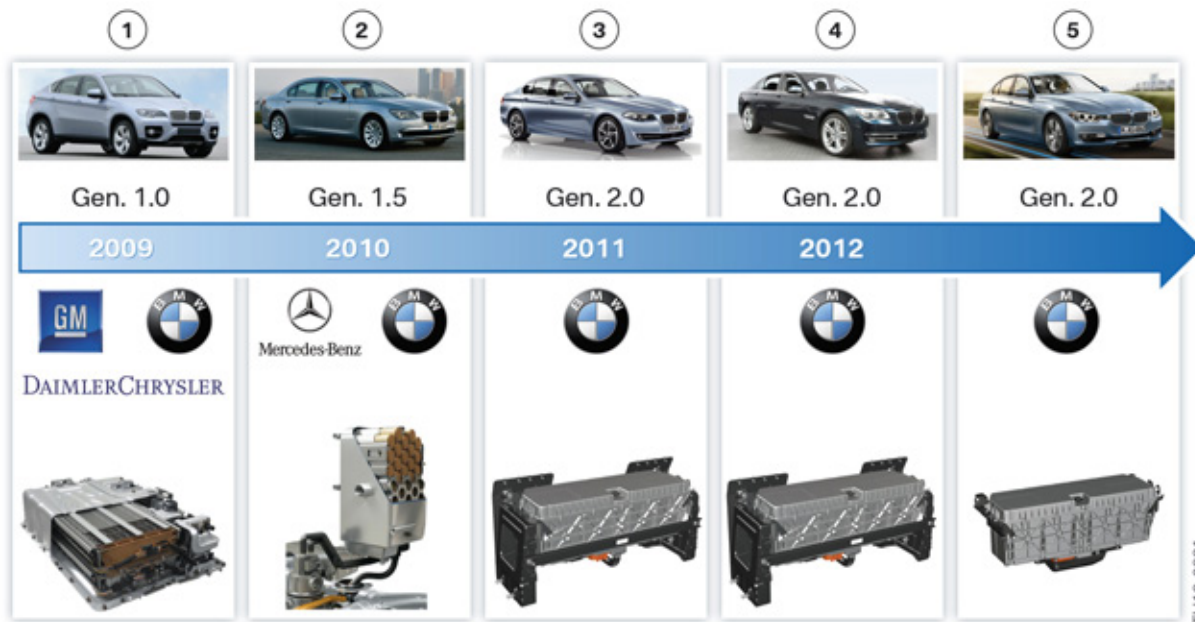 1 2 3 4 5
Gen. 1.0 Gen. 1.5 Gen. 2.0 Gen. 2.0 Gen. 2.0
2009 2010 2011 2012
GM BMW BMW BMW BMW BMW
Mercedes-Benz
DAIMLERCHRYSLER